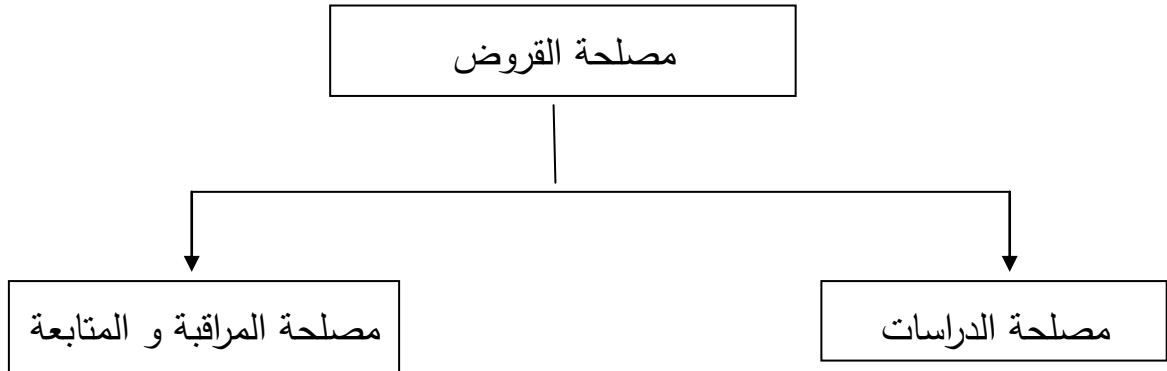 مصلحة القروض
مصلحة الدراسات
مصلحة المراقبة و المتابعة